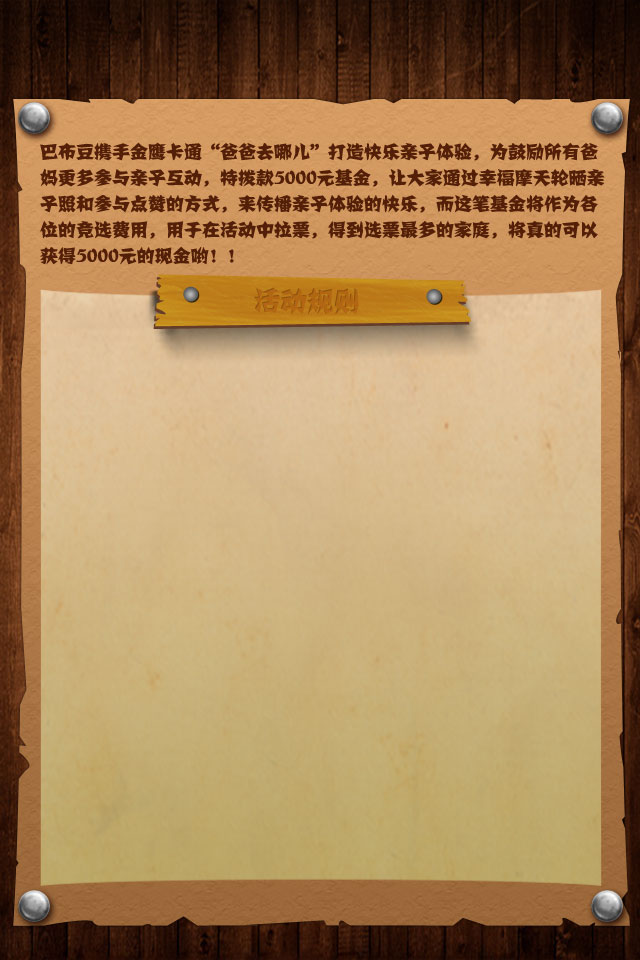 巴布豆携手金鹰卡通“爸爸去哪儿”打造快乐亲子体验，为鼓励所有爸
妈更多参与亲子互动，特拨款5000元基金，让大家通过幸福摩天轮晒亲
子照和参与点赞的方式，来传播亲子体验的快乐，而这笔基金将作为各
位的竞选费用，用于在活动中拉票，得到选票最多的家庭，将真的可以
获得5000元的现金哟！！
活动规则